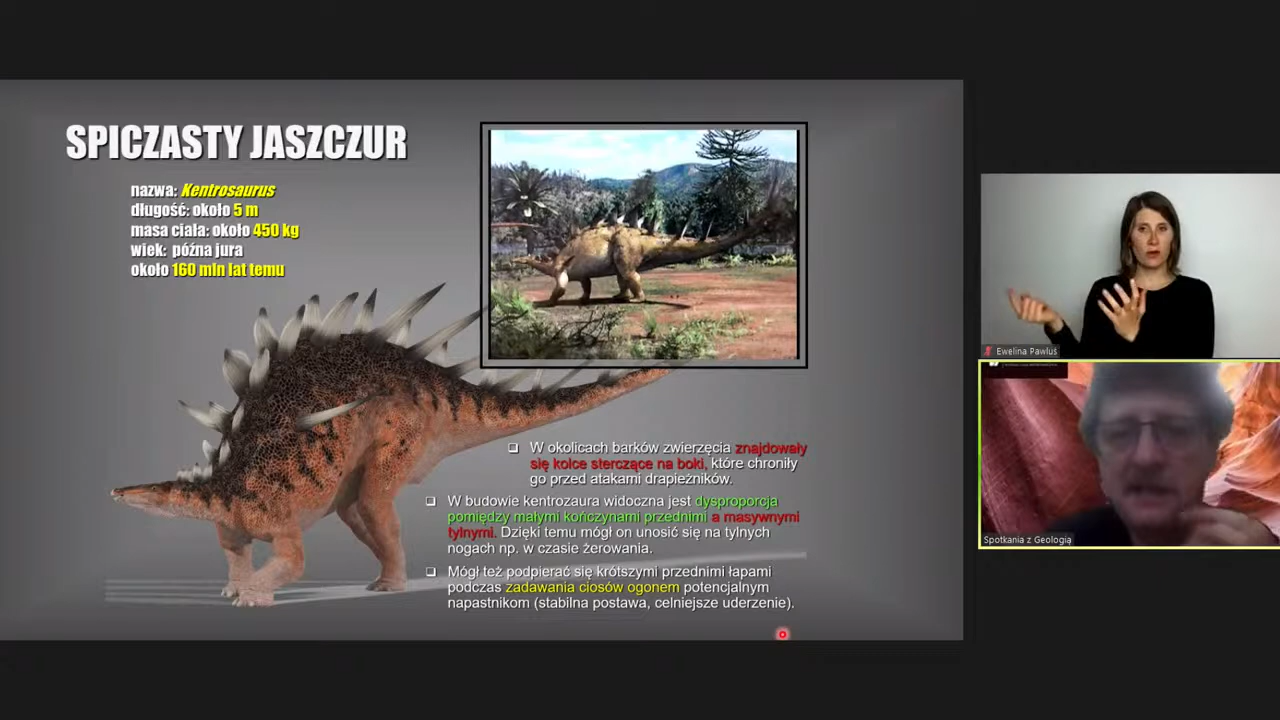 SPICZASTY JASZCZUR
nazwa: Kentrosaurus
długość: około 5 m
masa ciała: około 450 kg
wiek: późna jura
około 160 mln lat temu
W okolicach barków zwierzęcia znajdowały
się kolce sterczące na boki, które chroniły
go przed atakami drapieżników.
W budowie kentrozaura widoczna jest dysproporcja
pomiędzy małymi kończynami przednimi a masywnymi
tylnymi. Dzięki temu mógł on unosić się na tylnych
nogach np. w czasie żerowania.
Mógł też podpierać się krótszymi przednimi łapami
podczas zadawania ciosów ogonem potencjalnym
napastnikom (stabilna postawa, celniejsze uderzenie).
Ewelina Pawluś
Spotkania z Geologią